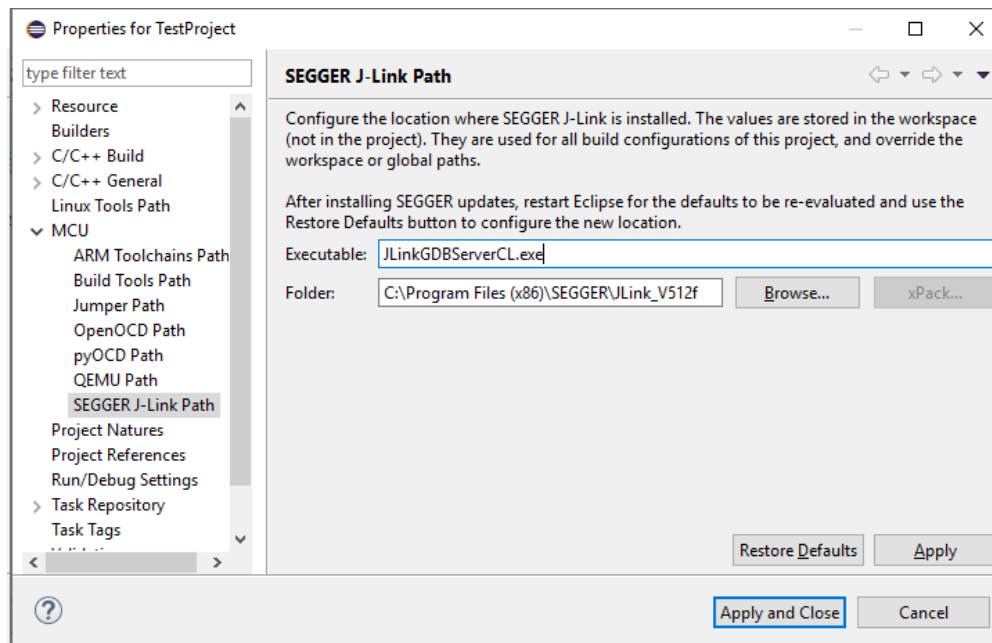 Properties for TestProject
type filter text
Resource
Builders
C/C++ Build
C/C++ General
Linux Tools Path
MCU
ARM Toolchains Path
Build Tools Path
Jumper Path
OpenOCD Path
pyOCD Path
QEMU Path
SEGGER J-Link Path
Project Natures
Project References
Run/Debug Settings
Task Repository
Task Tags
SEGGER J-Link Path
Configure the location where SEGGER J-Link is installed. The values are stored in the workspace
(not in the project). They are used for all build configurations of this project, and override the
workspace or global paths.
After installing SEGGER updates, restart Eclipse for the defaults to be re-evaluated and use the
Restore Defaults button to configure the new location.
Executable: JLinkGDBServerCL.exe
Folder: C:\Program Files (x86)\SEGGER\JLink_V512f Browse... xPack...
Restore Defaults Apply
Apply and Close Cancel